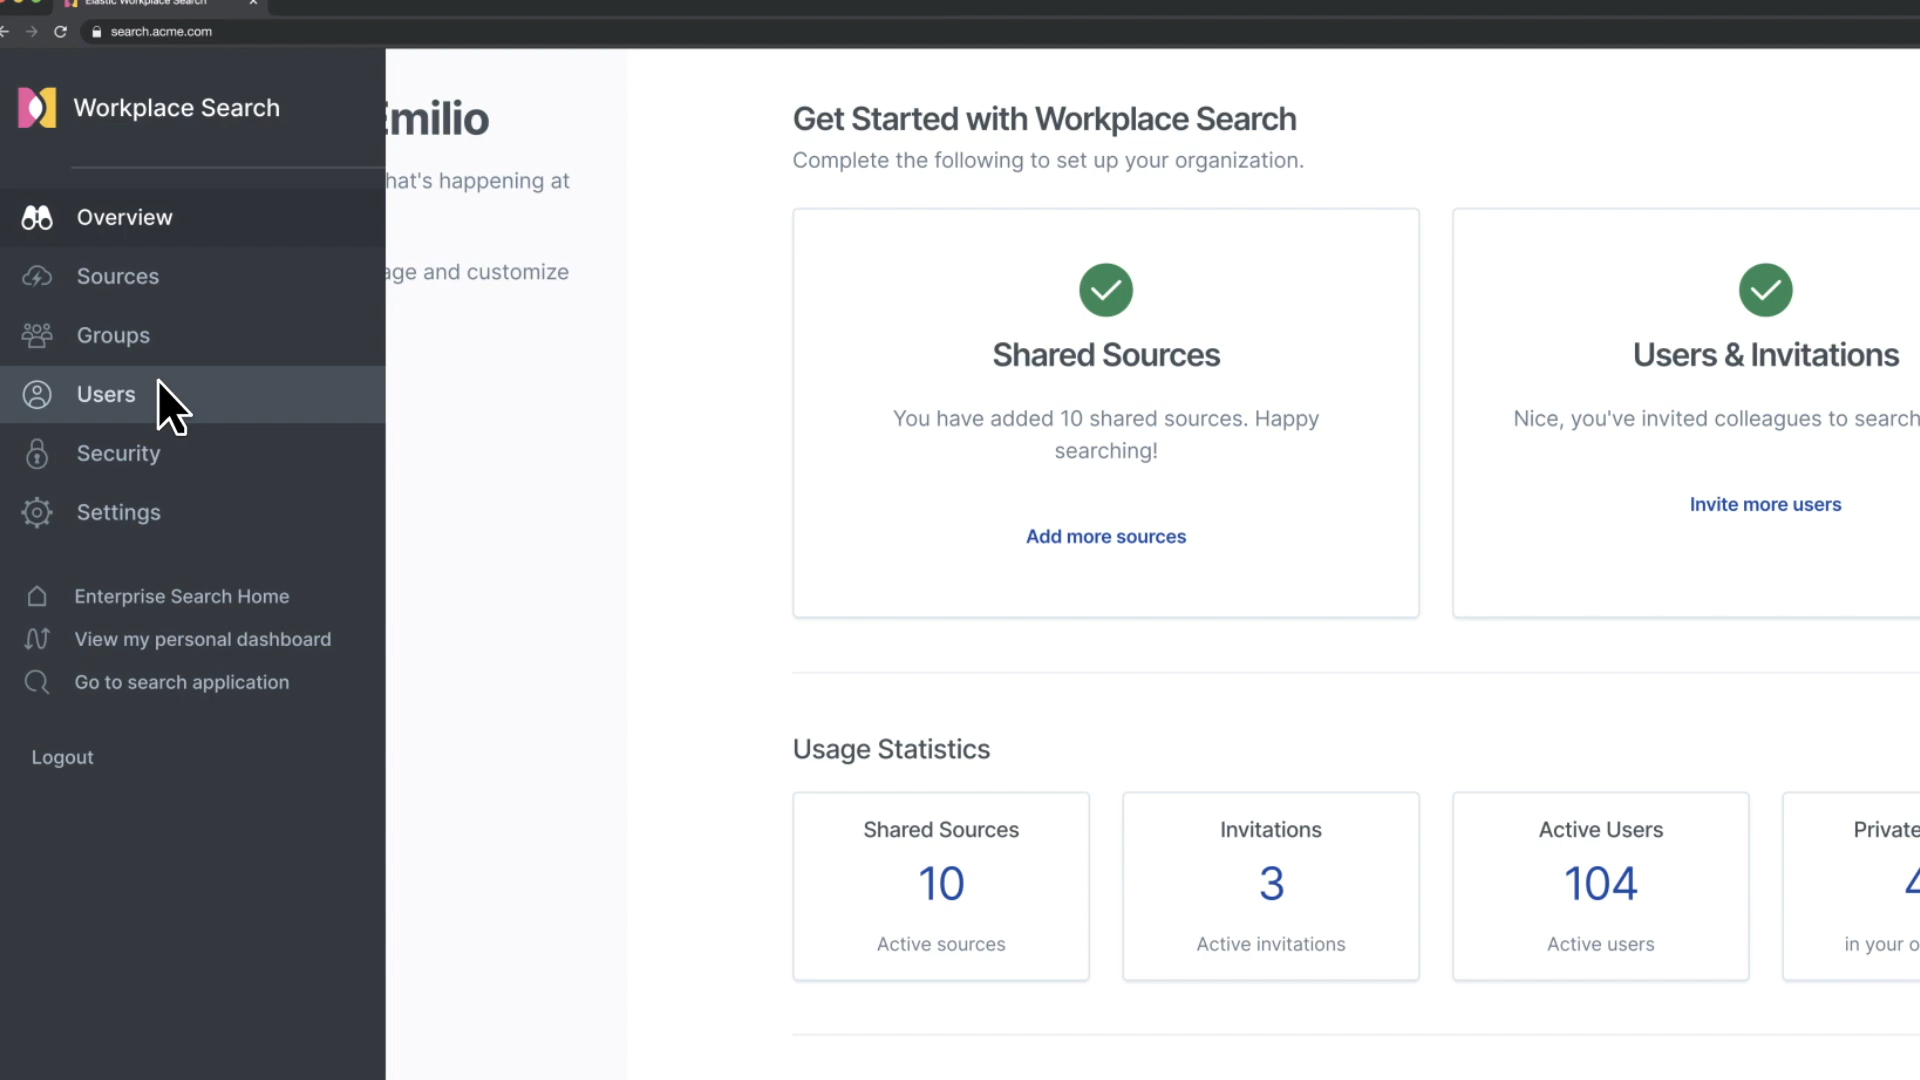 Elastic Workplace Search
search.acme.com
Workplace Search
Overview
Sources
Groups
Users
Security
Settings
Enterprise Search Home
View my personal dashboard
Go to search application
Logout
Emilio
hat's happening at
age and customize
Get Started with Workplace Search
Complete the following to set up your organization.
Shared Sources
You have added 10 shared sources. Happy
searching!
Add more sources
Users & Invitations
Nice, you've invited colleagues to search
Invite more users
Usage Statistics
Shared Sources
10
Active sources
Invitations
3
Active invitations
Active Users
104
Active users
Private
4
in your o